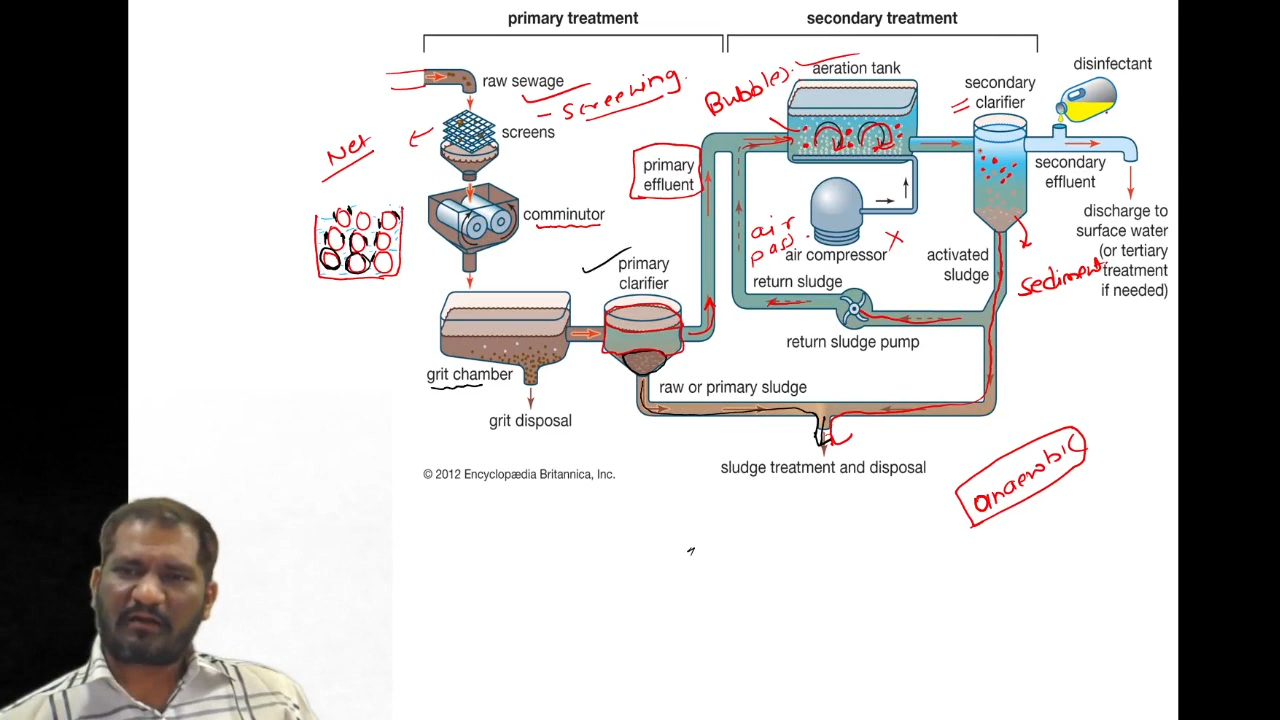 primary treatment
secondary treatment
raw sewage
- Screewing
Net
screens
comminutor
grit chamber
grit disposal
primary
clarifier
raw or primary sludge
primary
effluent
Bubbles.
aeration tank
air
pass.
air compressor
return sludge
return sludge pump
secondary
clarifier
activated
sludge
Sediment
disinfectant
secondary
effluent
discharge to
surface water
(or tertiary
treatment
if needed)
sludge treatment and disposal
anaerobic
© 2012 Encyclopædia Britannica, Inc.